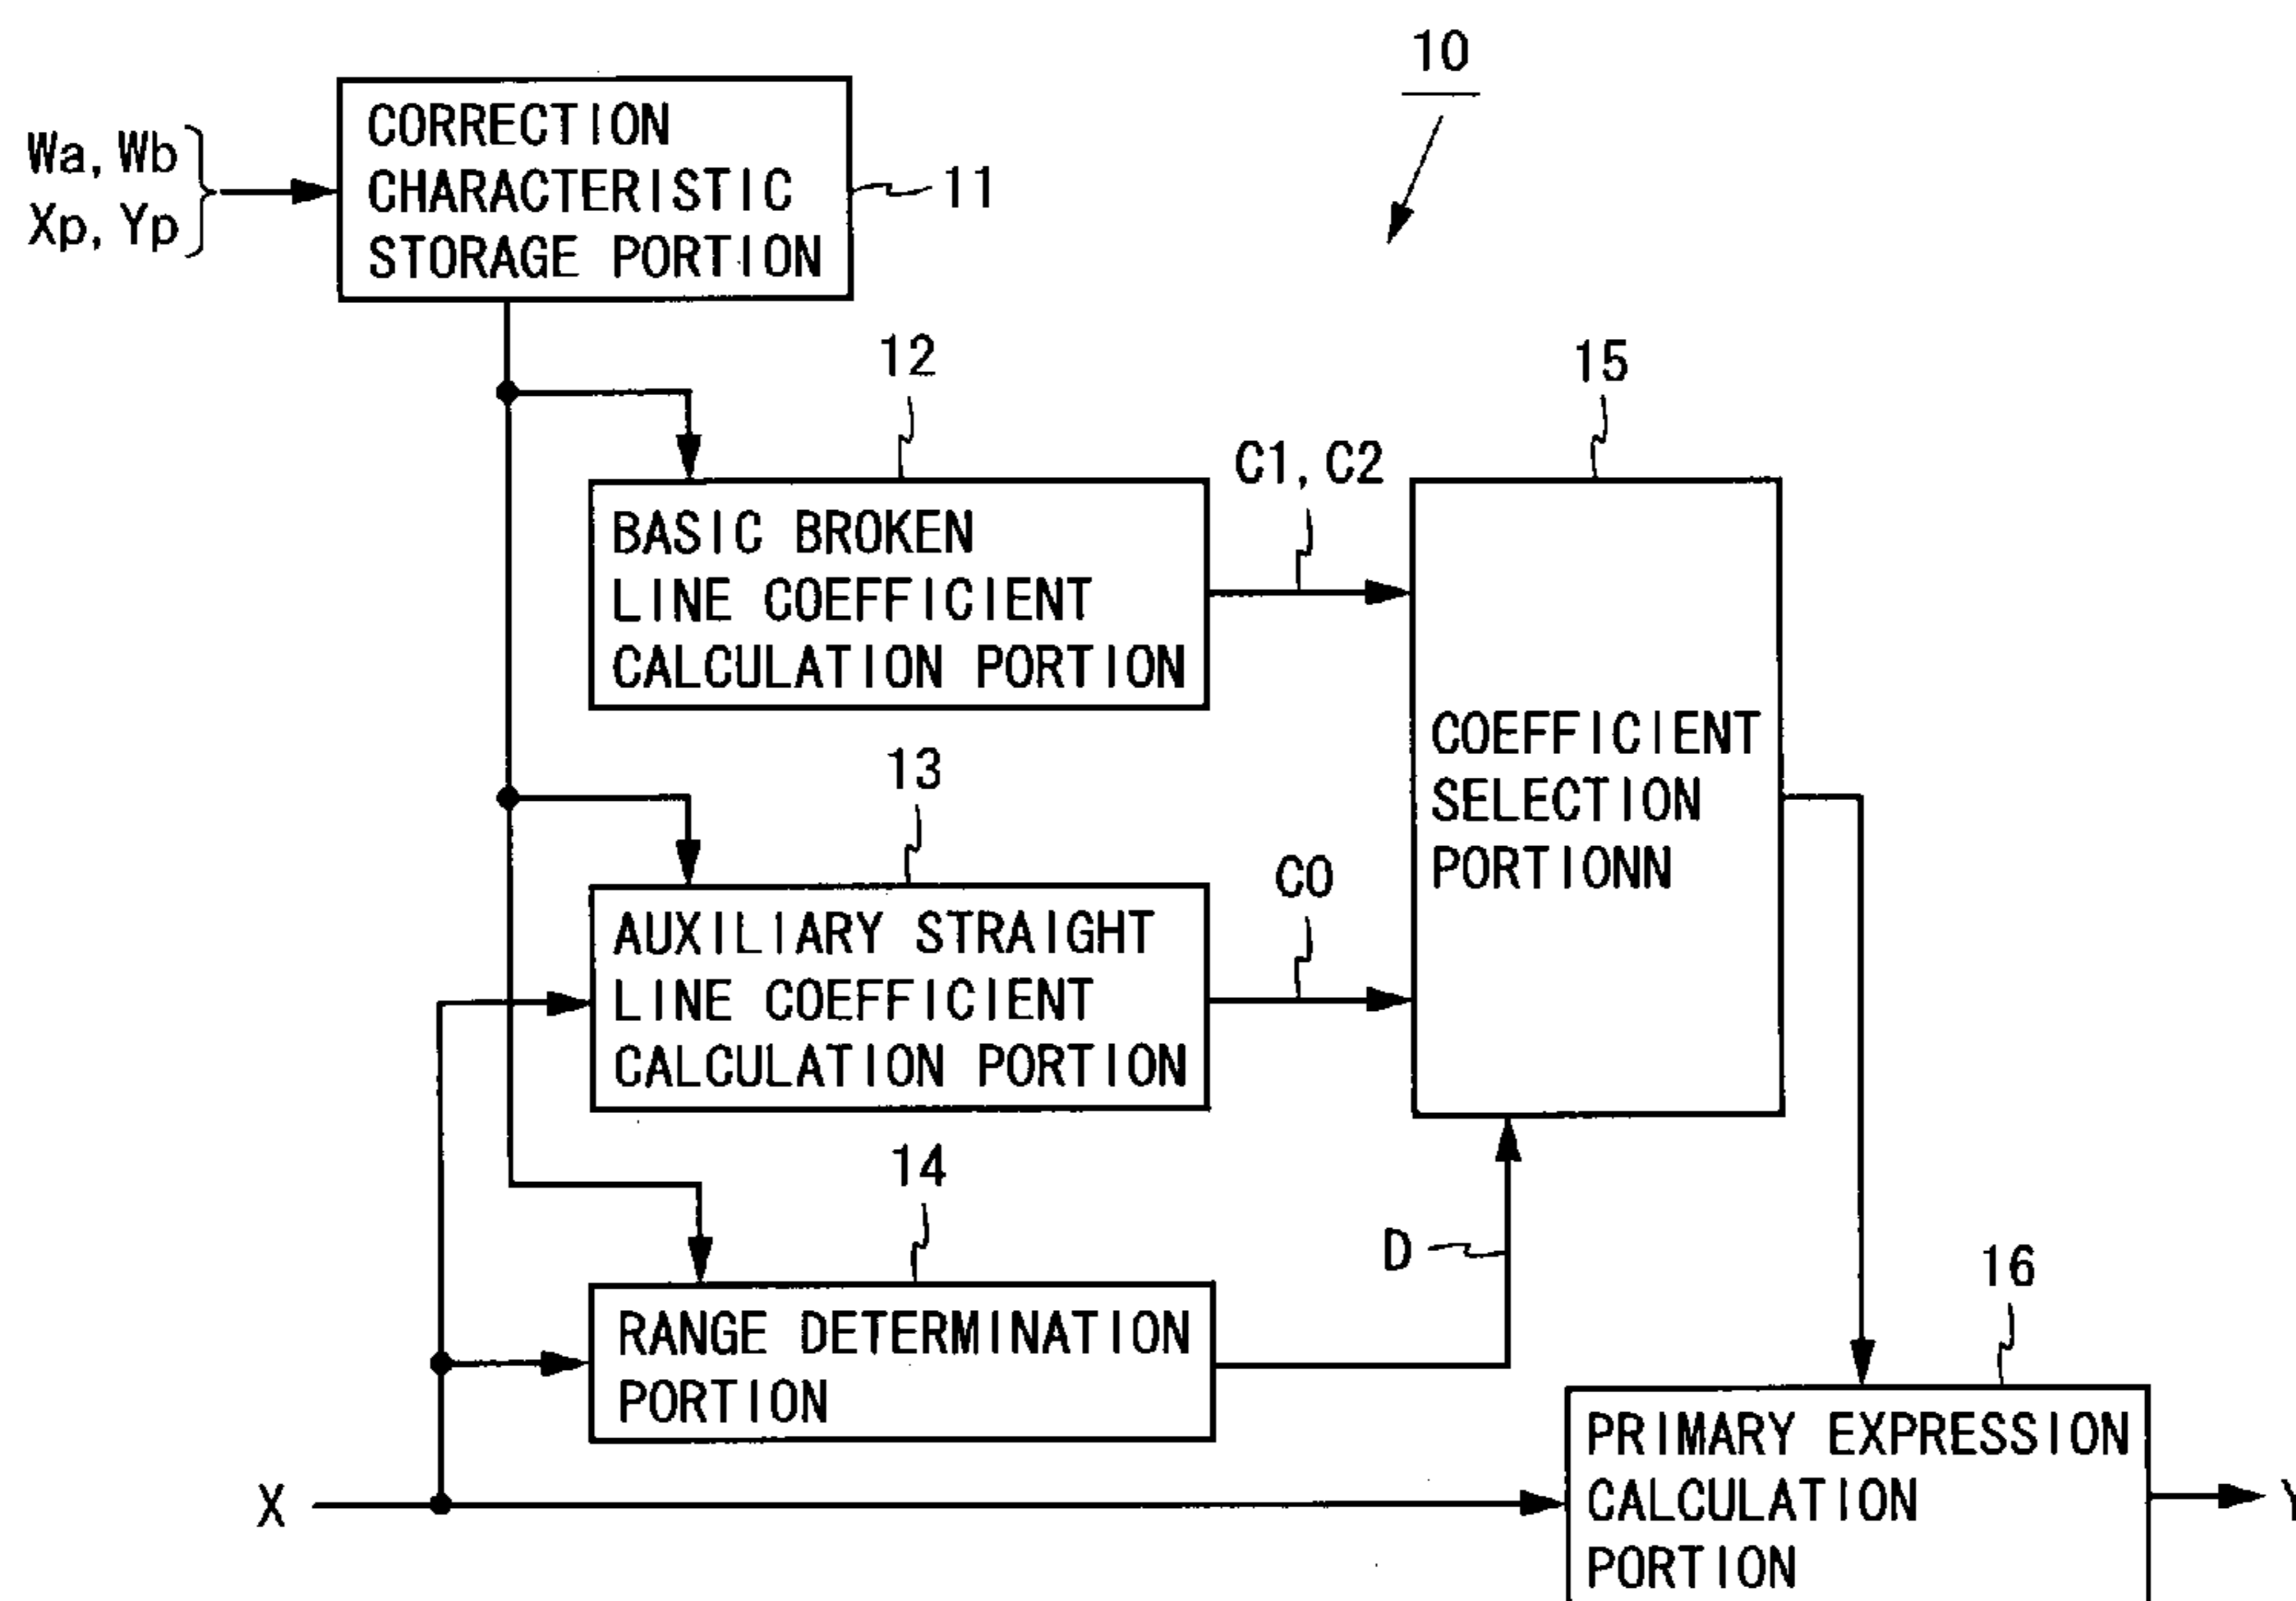 10
CORRECTION
CHARACTERISTIC
STORAGE PORTION
Wa, Wb
Xp, Yp
11
12
15
C1, C2
BASIC BROKEN
LINE COEFFICIENT
CALCULATION PORTION
COEFFICIENT
SELECTION
PORTIONN
13
C0
AUXILIARY STRAIGHT
LINE COEFFICIENT
CALCULATION PORTION
14
D
RANGE DETERMINATION
PORTION
16
PRIMARY EXPRESSION
CALCULATION
PORTION
X
Y